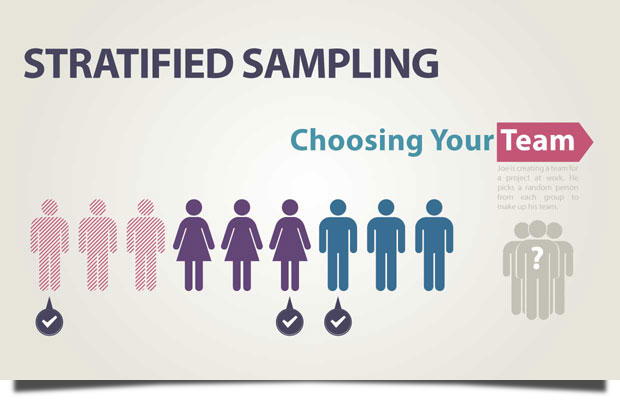 STRATIFIED SAMPLING
Choosing Your Team
Joe is creating a team for
a project at work. He
picks a random person
from each group to
make up his team.
?